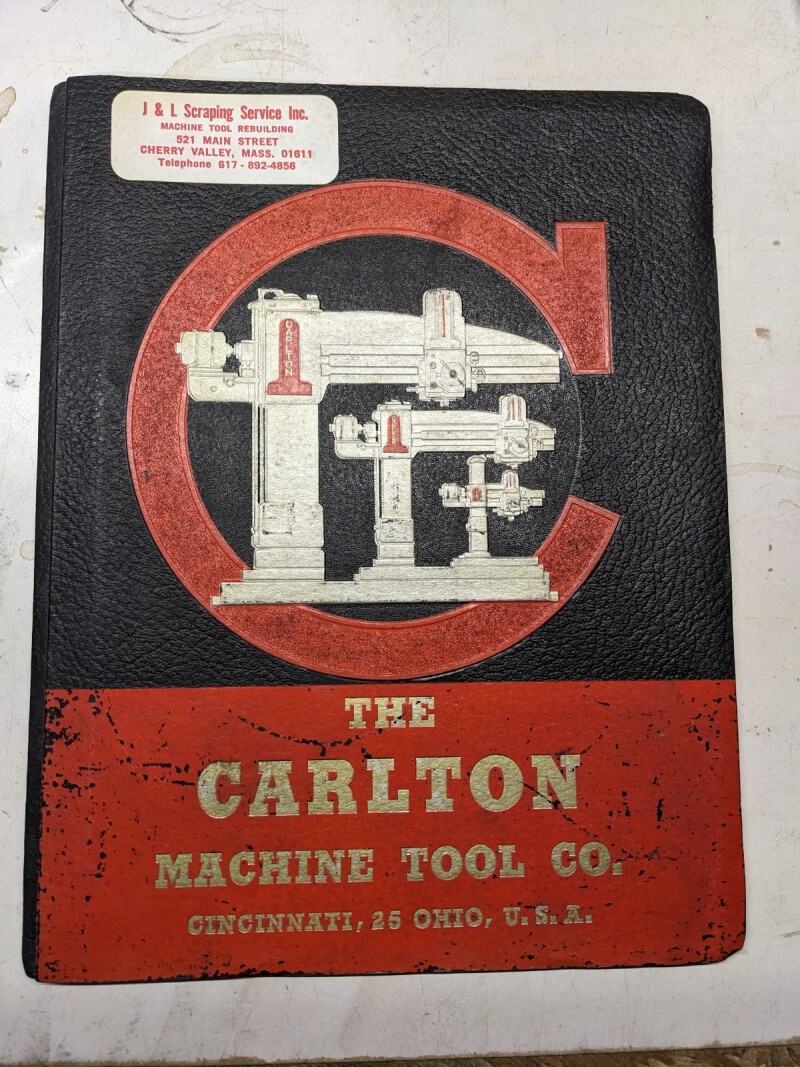 J & L Scraping Service Inc.
MACHINE TOOL REBUILDING
521 MAIN STREET
CHERRY VALLEY, MASS. 01611
Telephone 617 - 892-4856
CARLTON
THE
CARLTON
MACHINE TOOL CO.
CINCINNATI, 25 OHIO, U.S.A.